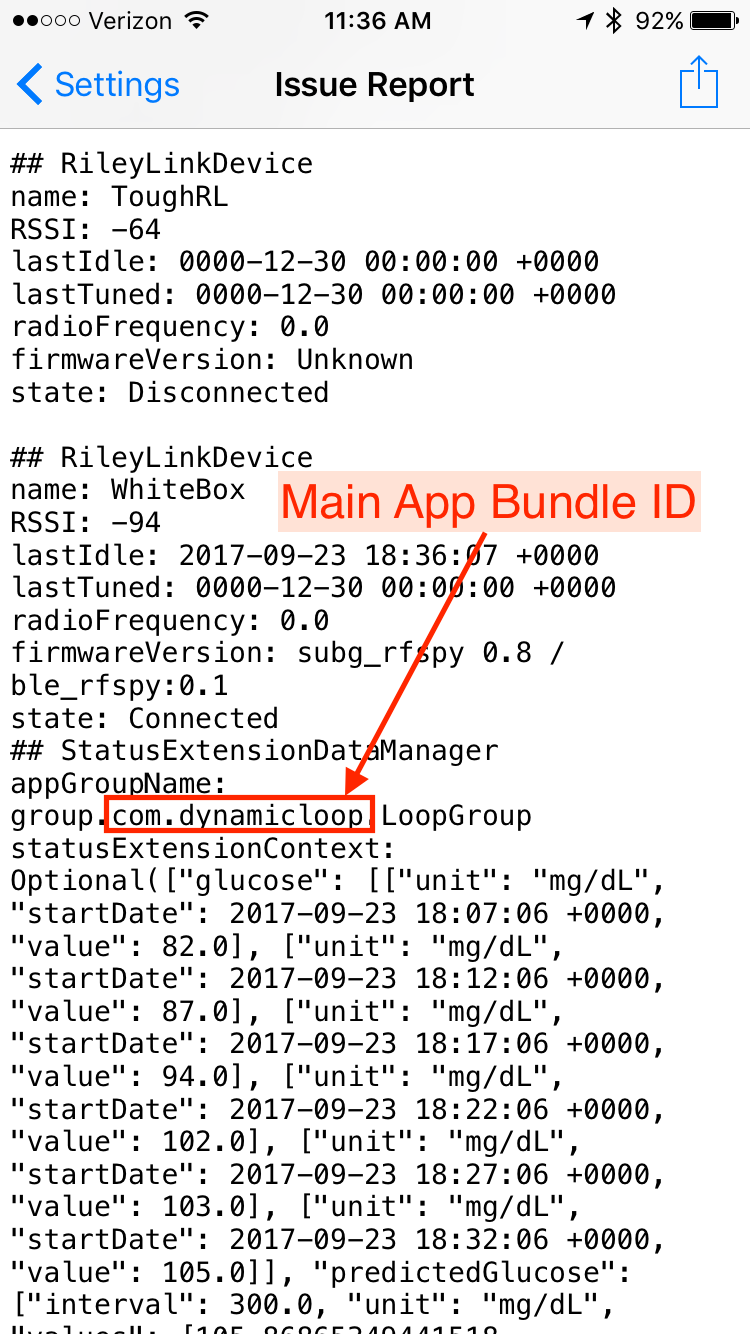 Verizon 11:36 AM 92%
Settings Issue Report
## RileyLinkDevice
name: ToughRL
RSSI: -64
lastIdle: 0000-12-30 00:00:00 +0000
lastTuned: 0000-12-30 00:00:00 +0000
radioFrequency: 0.0
firmwareVersion: Unknown
state: Disconnected
## RileyLinkDevice
name: WhiteBox
Main App Bundle ID
RSSI: -94
lastIdle: 2017-09-23 18:36:07 +0000
lastTuned: 0000-12-30 00:00:00 +0000
radioFrequency: 0.0
firmwareVersion: subg_rfspy 0.8 /
ble_rfspy:0.1
state: Connected
## StatusExtensionDataManager
appGroupName:
group.com.dynamicloop.LoopGroup
statusExtensionContext:
Optional(["glucose": [["unit": "mg/dL",
"startDate": 2017-09-23 18:07:06 +0000,
"value": 82.0], ["unit": "mg/dL",
"startDate": 2017-09-23 18:12:06 +0000,
"value": 87.0], ["unit": "mg/dL",
"startDate": 2017-09-23 18:17:06 +0000,
"value": 94.0], ["unit": "mg/dL",
"startDate": 2017-09-23 18:22:06 +0000,
"value": 102.0], ["unit": "mg/dL",
"startDate": 2017-09-23 18:27:06 +0000,
"value": 103.0], ["unit": "mg/dL",
"startDate": 2017-09-23 18:32:06 +0000,
"value": 105.0]], "predictedGlucose":
["interval": 300.0, "unit": "mg/dL",